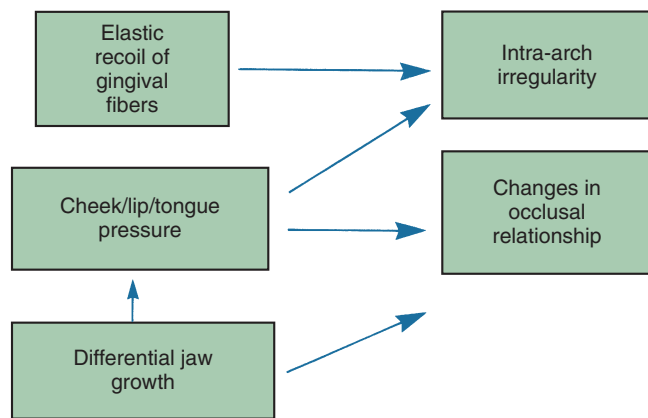 Elastic
recoil of
gingival
fibers
Intra-arch
irregularity
Cheek/lip/tongue
pressure
Changes in
occlusal
relationship
Differential jaw
growth